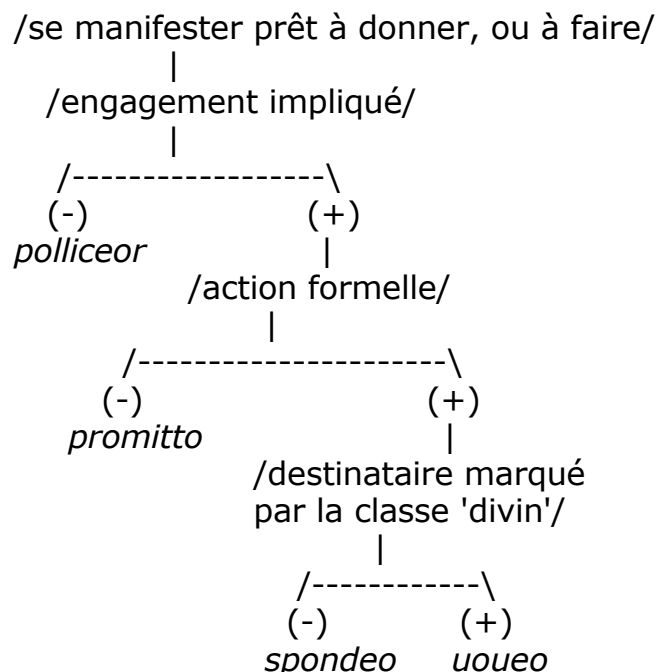 /se manifester prêt à donner, ou à faire/
|
/engagement impliqué/
|
/------------------\
(-) (+)
polliceor |
/action formelle/
|
/----------------------\
(-) (+)
promitto |
/destinataire marqué
par la classe 'divin'/
|
/------------\
(-) (+)
spondeo uoueo